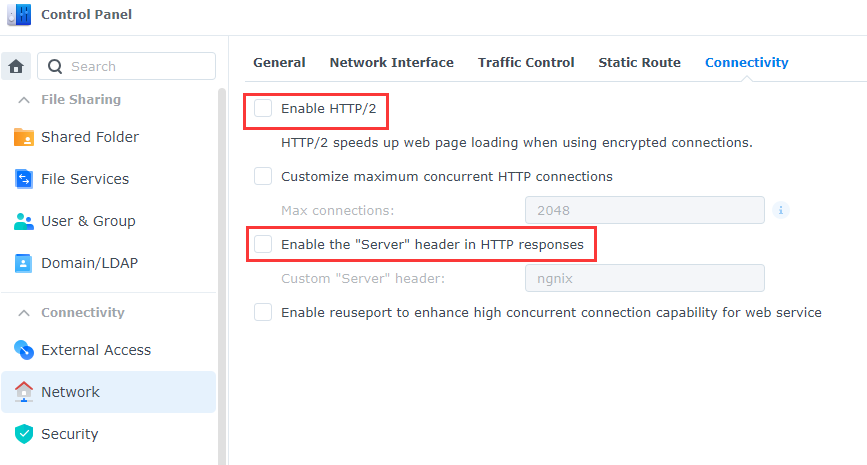 Control Panel
Search
File Sharing
Shared Folder
File Services
User & Group
Domain/LDAP
Connectivity
External Access
Network
Security
General Network Interface Traffic Control Static Route Connectivity
Enable HTTP/2
HTTP/2 speeds up web page loading when using encrypted connections.
Customize maximum concurrent HTTP connections
Max connections: 2048
Enable the "Server" header in HTTP responses
Custom "Server" header: ngnix
Enable reuseport to enhance high concurrent connection capability for web service